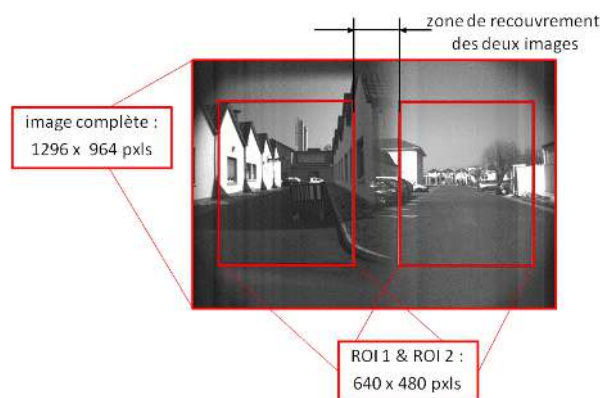 zone de recouvrement
des deux images
image complète :
1296 x 964 pxls
ROI 1 & ROI 2 :
640 x 480 pxls